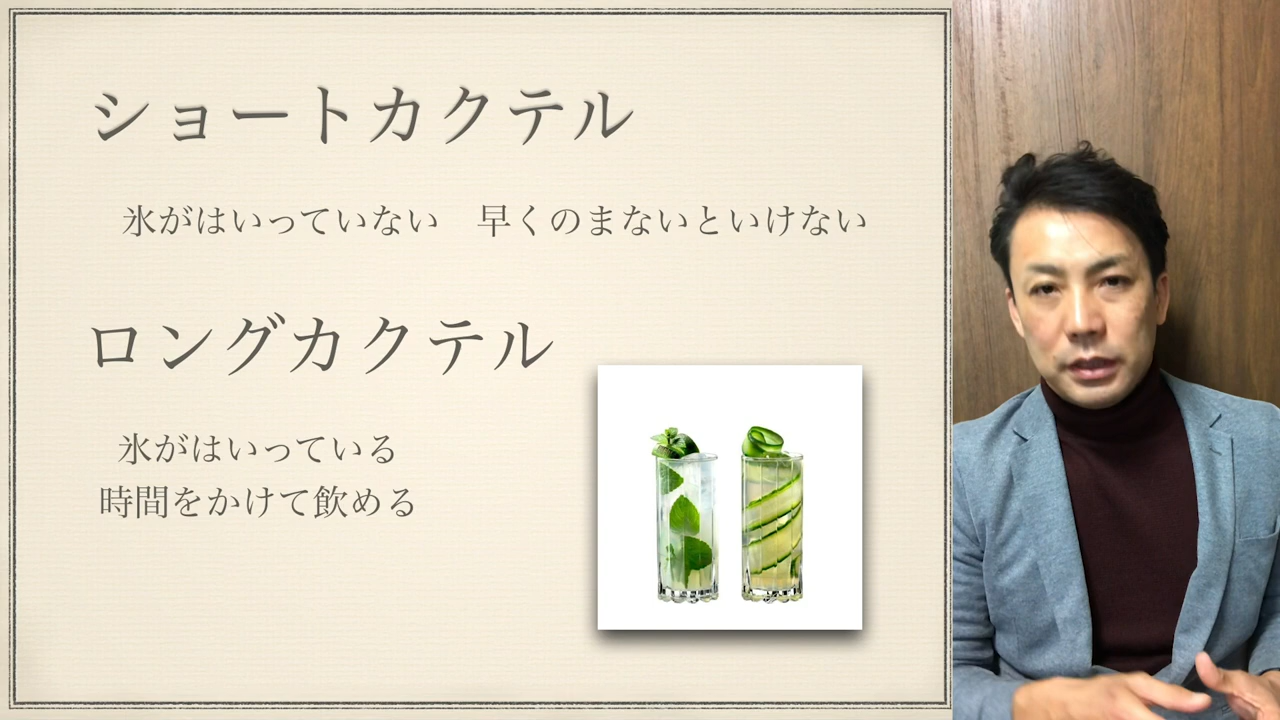 ショートカクテル
氷がはいっていない　早くのまないといけない
ロングカクテル
氷がはいっている
時間をかけて飲める